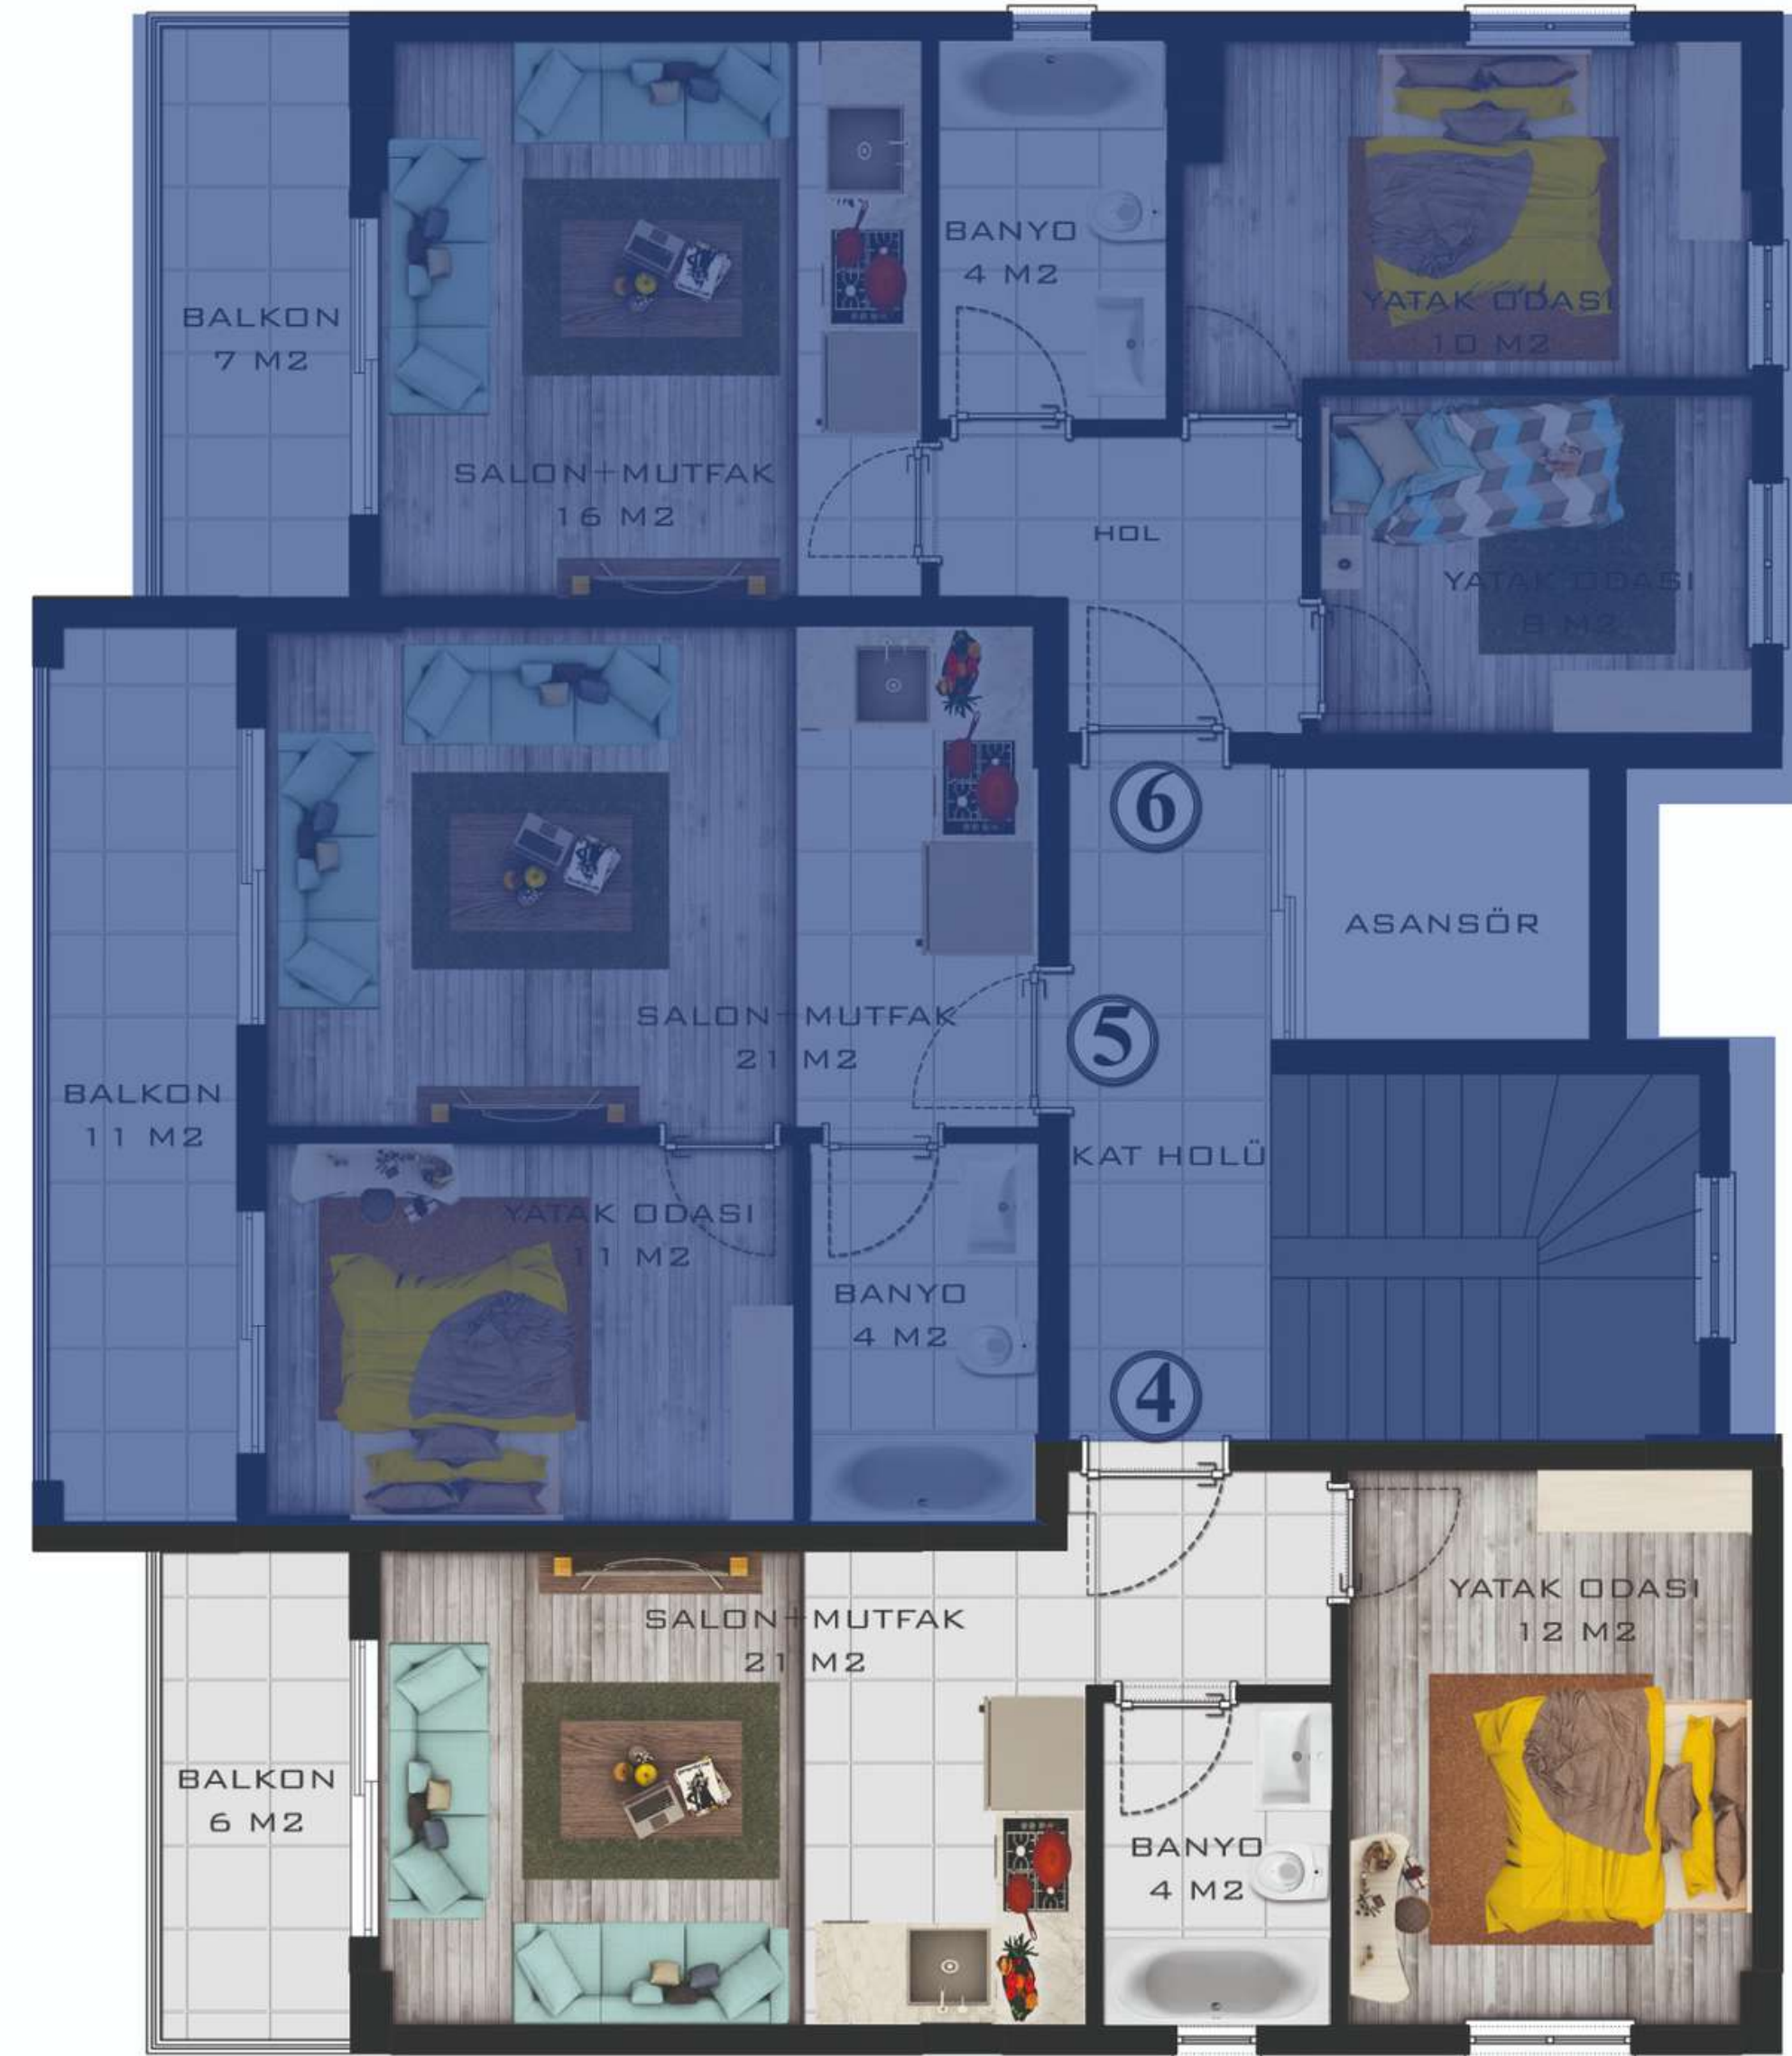 BANYO
4 M2
YATAK ODASI
10 M2
BALKON
7 M2
SALON+MUTFAK
16 M2
HOL
YATAK ODASI
8 M2
6
ASANSÖR
SALON+MUTFAK
21 M2
5
BALKON
11 M2
KAT HOLÜ
YATAK ODASI
11 M2
BANYO
4 M2
4
YATAK ODASI
12 M2
SALON+MUTFAK
21 M2
BALKON
6 M2
BANYO
4 M2